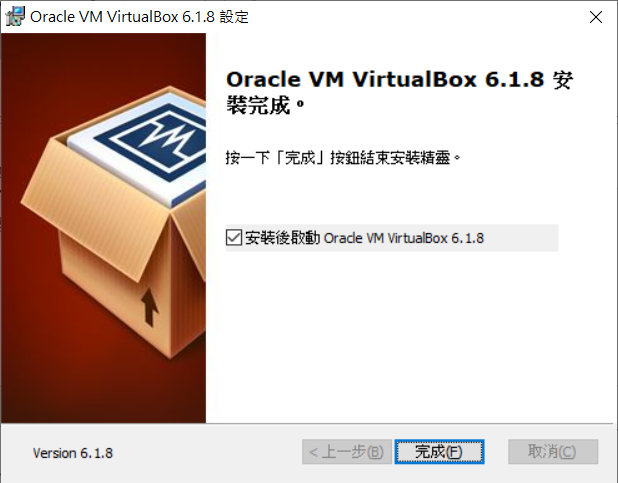 Oracle VM VirtualBox 6.1.8 設定
Oracle VM VirtualBox 6.1.8 安
裝完成。
按一下「完成」按鈕結束安裝精靈。
安裝後啟動 Oracle VM VirtualBox 6.1.8
Version 6.1.8
< 上一步(B)
完成(F)
取消(C)